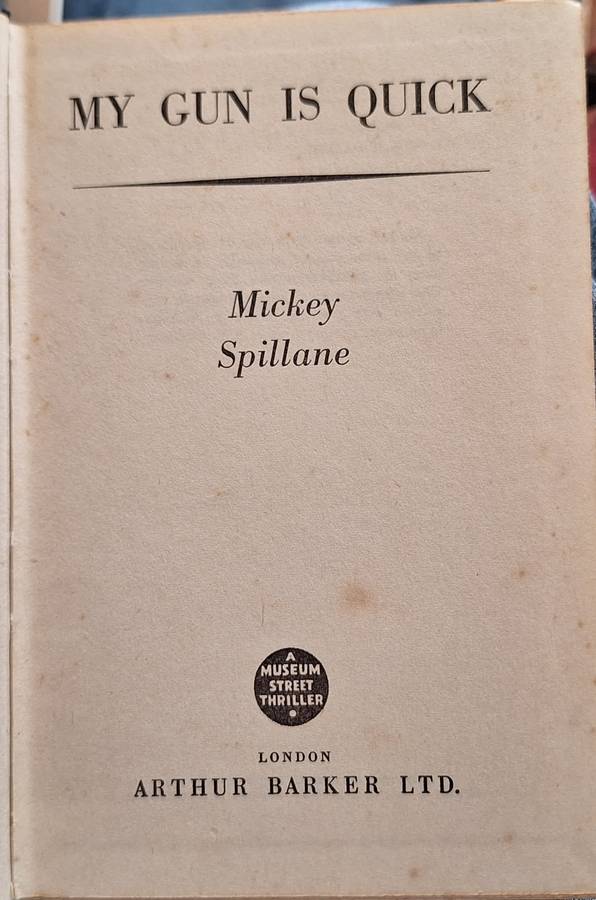 MY GUN IS QUICK
Mickey
Spillane
A
MUSEUM
STREET
THRILLER
LONDON
ARTHUR BARKER LTD.